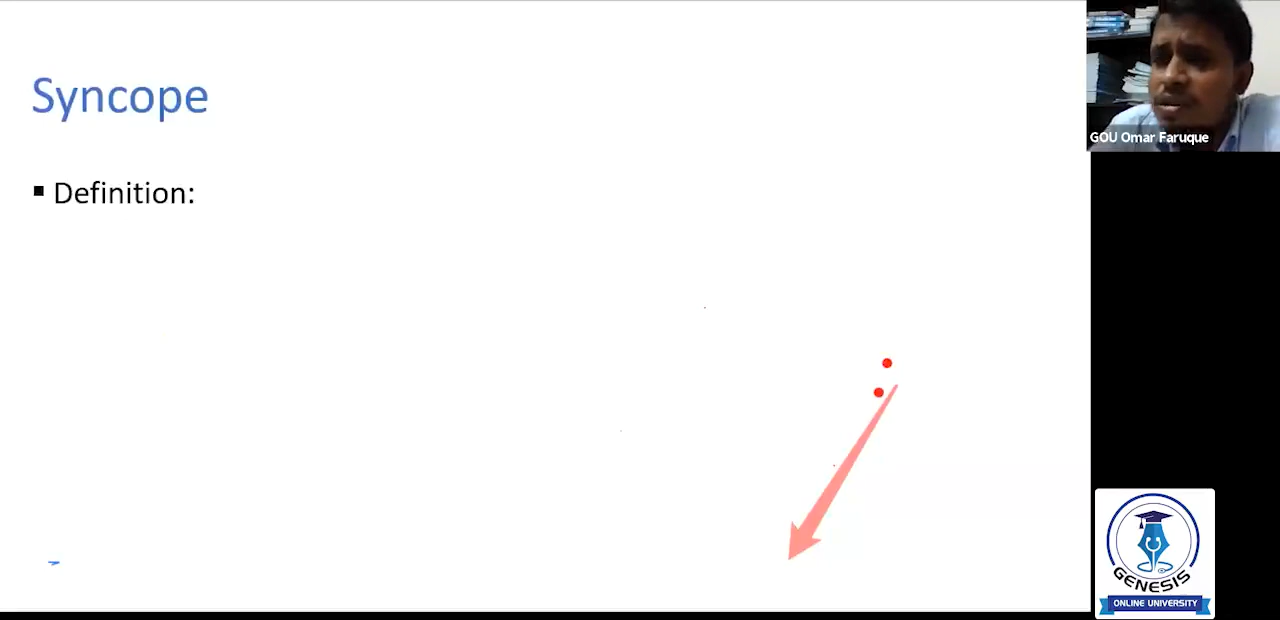 Syncope
Definition:
GOU Omar Faruque
GENESIS
ONLINE UNIVERSITY